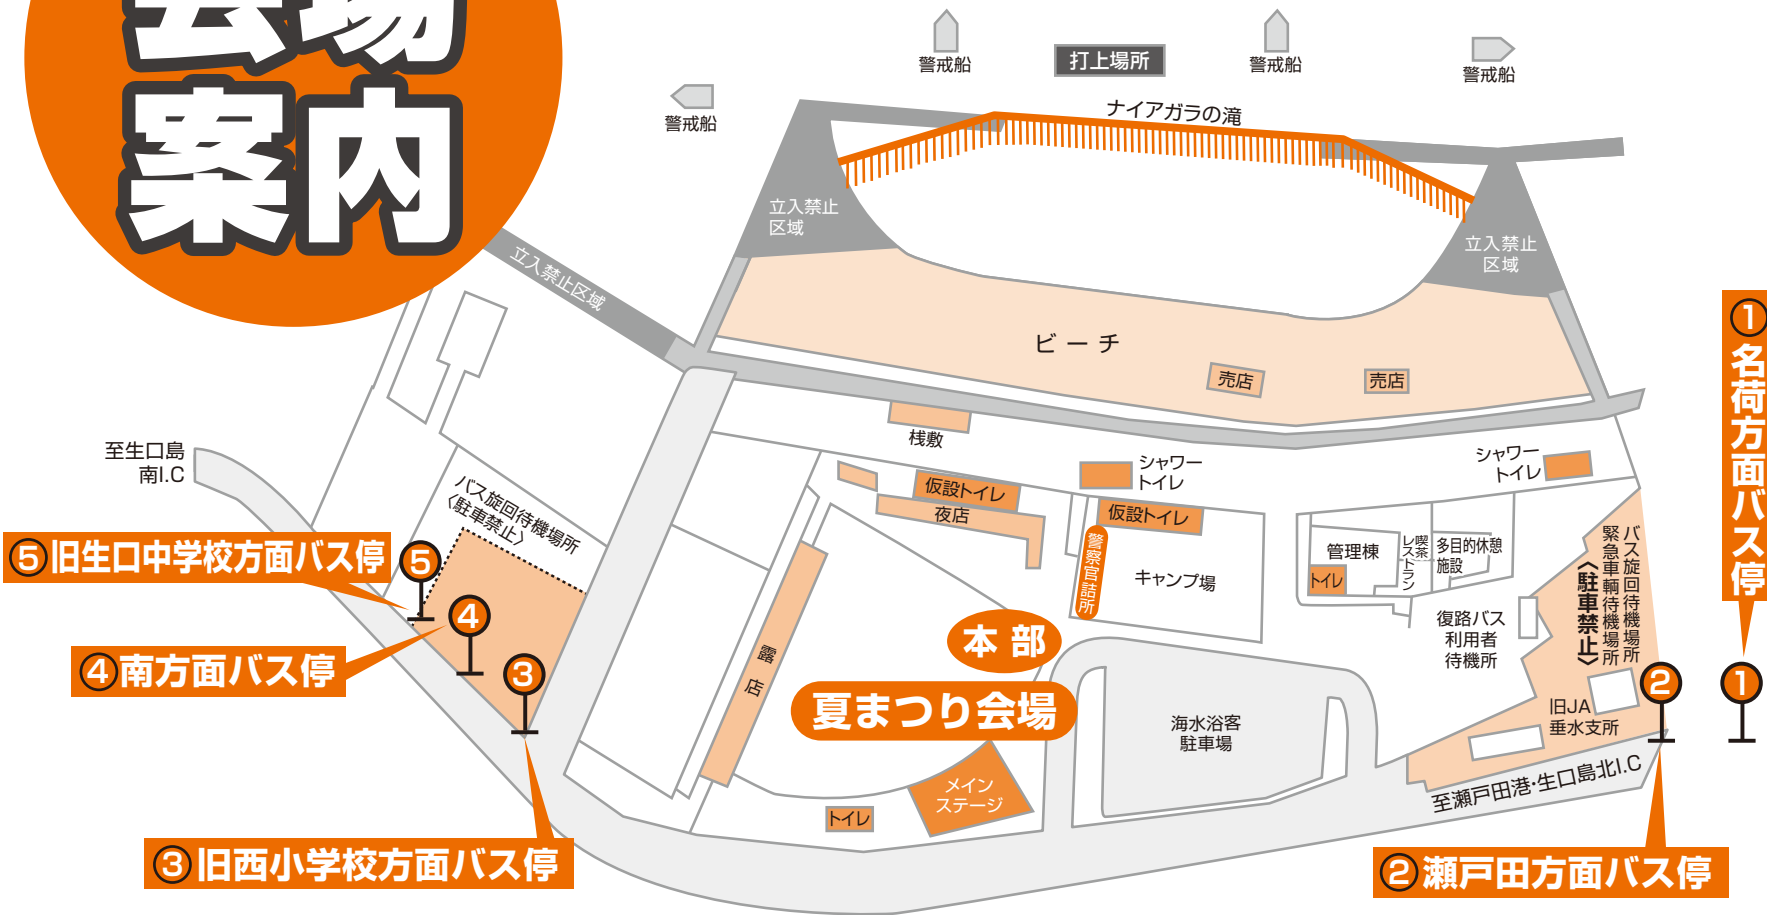 会場
案内
警戒船
打上場所
警戒船
警戒船
警戒船
ナイアガラの滝
立入禁止
区域
立入禁止
区域
立入禁止区域
ビーチ
売店
売店
①名荷方面バス停
桟敷
至生口島
南I.C
シャワー
トイレ
シャワー
トイレ
バス旋回待機場所
〈駐車禁止〉
仮設トイレ
夜店
仮設トイレ
警察官詰所
キャンプ場
管理棟
トイレ
喫茶
レストラン
多目的休憩
施設
バス旋回待機場所
緊急車輌待機場所
〈駐車禁止〉
復路バス
利用者
待機所
⑤旧生口中学校方面バス停
⑤
④
④南方面バス停
③
露店
本部
夏まつり会場
海水浴客
駐車場
旧JA
垂水支所
②
①
メイン
ステージ
トイレ
至瀬戸田港・生口島北I.C
③旧西小学校方面バス停
②瀬戸田方面バス停